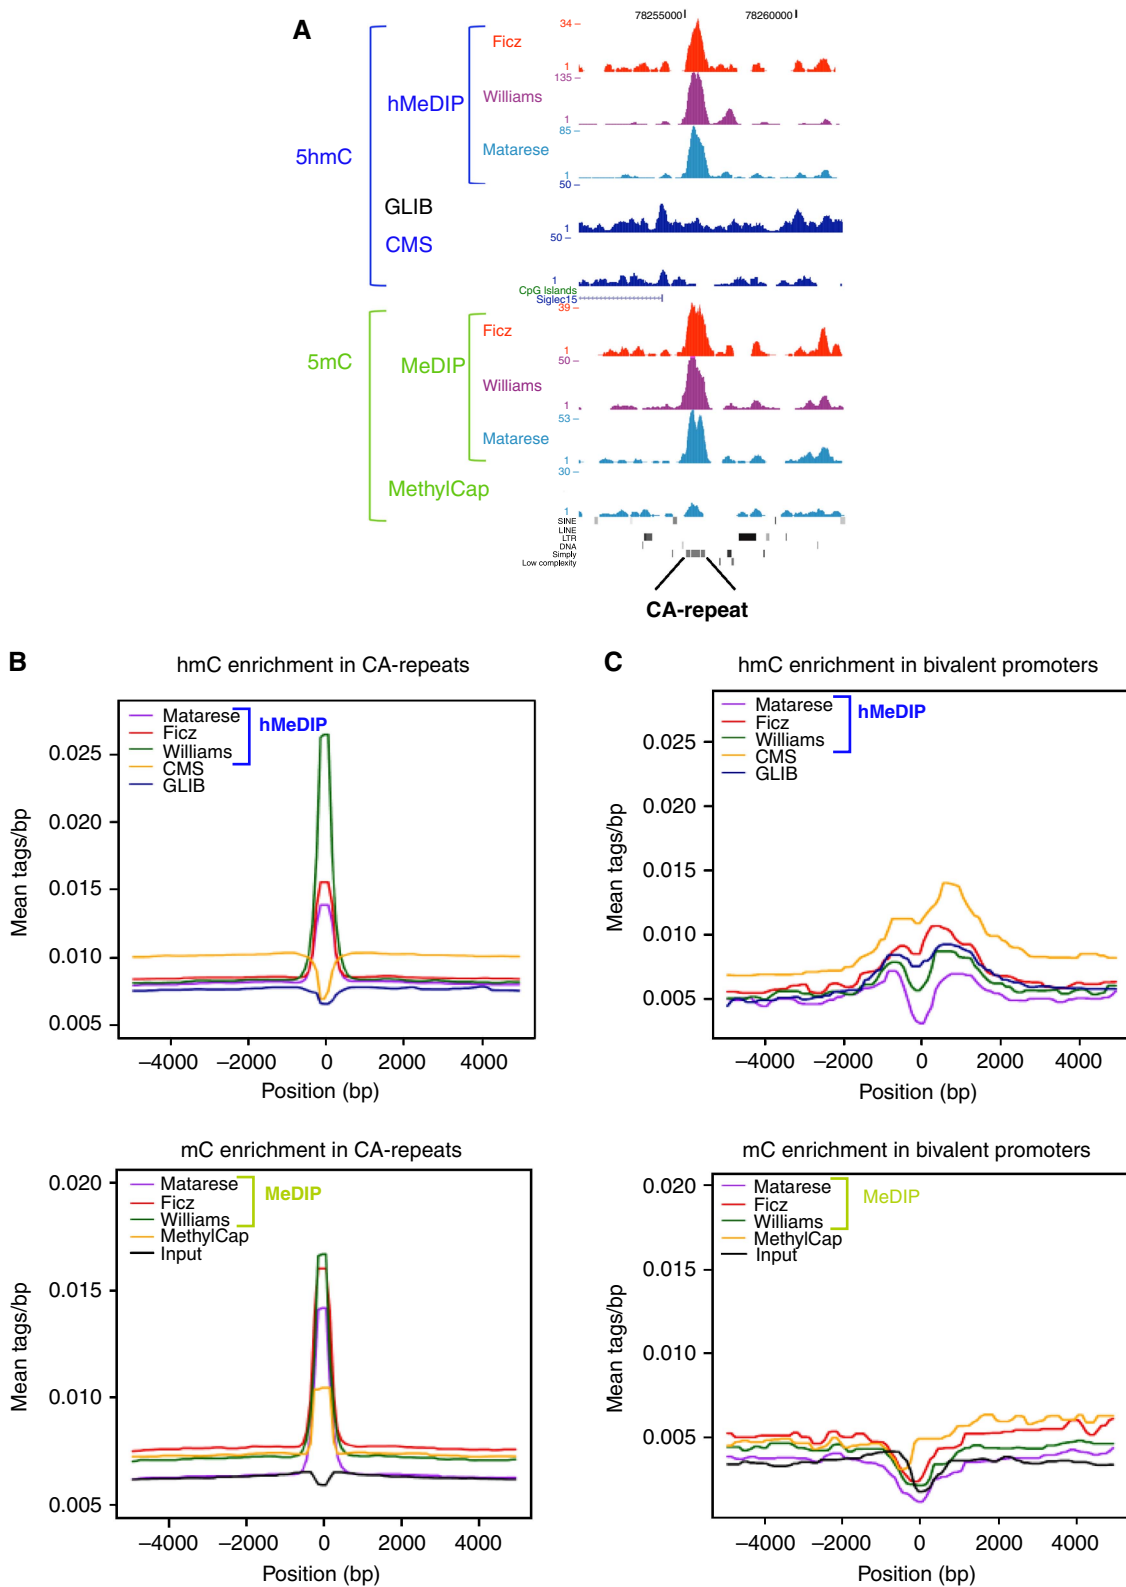 A
78255000
78260000
5hmC
hMeDIP
Ficz
34
1
Williams
135
1
Matarese
85
1
GLIB
50
1
CMS
50
1
CpG Islands
Siglec15
5mC
MeDIP
Ficz
39
1
Williams
50
1
Matarese
53
1
MethylCap
30
1
SINE
LINE
LTR
DNA
Simply
Low complexity
CA-repeat
B
hmC enrichment in CA-repeats
Matarese
Ficz
Williams
CMS
GLIB
hMeDIP
Mean tags/bp
0.025
0.020
0.015
0.010
0.005
–4000 –2000 0 2000 4000
Position (bp)
C
hmC enrichment in bivalent promoters
Matarese
Ficz
Williams
CMS
GLIB
hMeDIP
Mean tags/bp
0.025
0.020
0.015
0.010
0.005
–4000 –2000 0 2000 4000
Position (bp)
mC enrichment in CA-repeats
Matarese
Ficz
Williams
MethylCap
Input
MeDIP
Mean tags/bp
0.020
0.015
0.010
0.005
–4000 –2000 0 2000 4000
Position (bp)
mC enrichment in bivalent promoters
Matarese
Ficz
Williams
MethylCap
Input
MeDIP
Mean tags/bp
0.020
0.015
0.010
0.005
–4000 –2000 0 2000 4000
Position (bp)